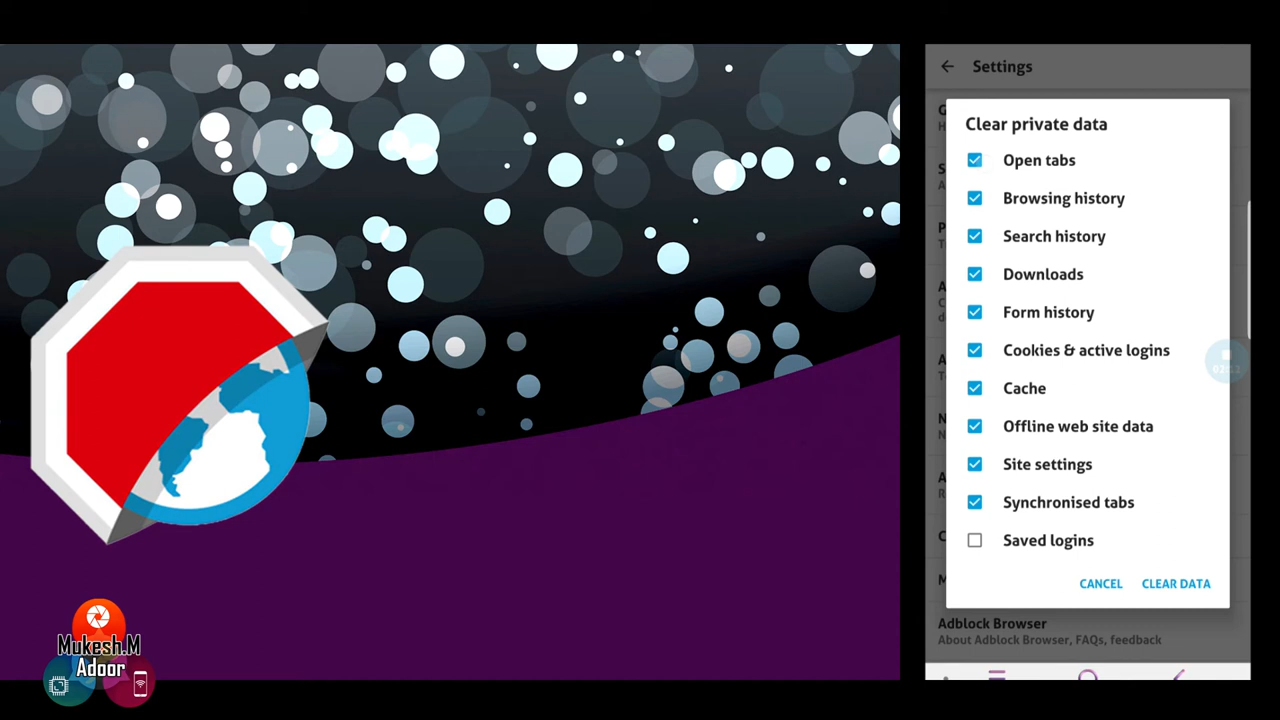 Settings
Clear private data
Open tabs
Browsing history
Search history
Downloads
Form history
Cookies & active logins
Cache
Offline web site data
Site settings
Synchronised tabs
Saved logins
CANCEL CLEAR DATA
Adblock Browser
About Adblock Browser, FAQs, feedback
Mukesh.M
Adoor